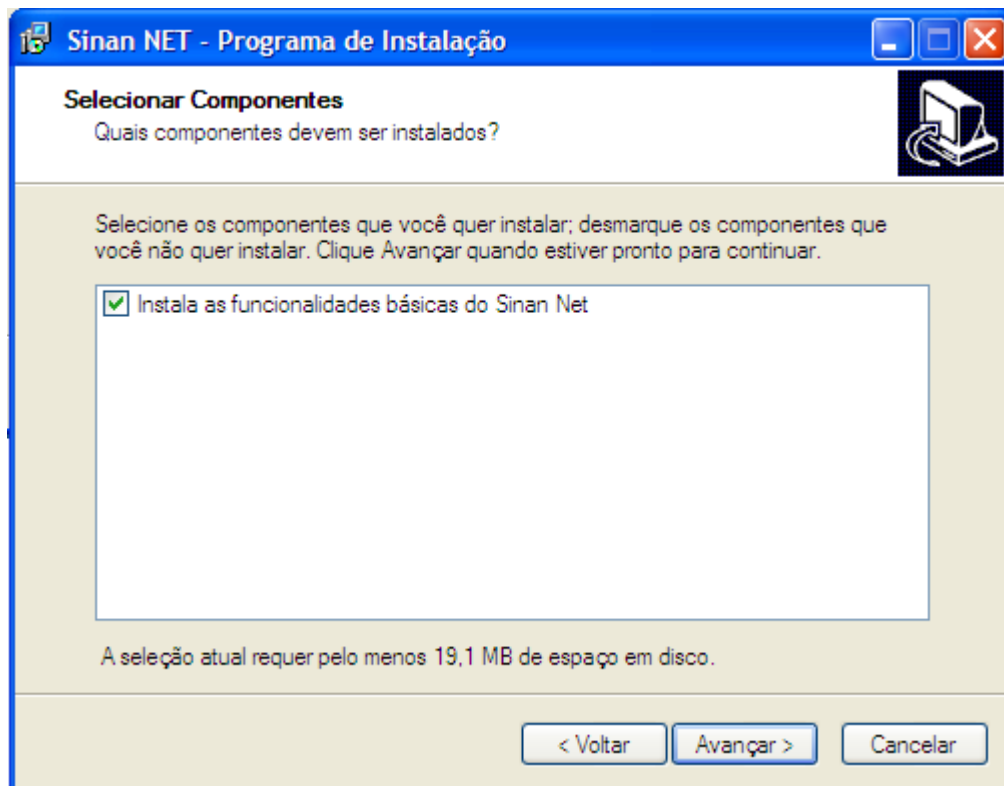 Sinan NET - Programa de Instalação
Selecionar Componentes
Quais componentes devem ser instalados?
Selecione os componentes que você quer instalar; desmarque os componentes que
você não quer instalar. Clique Avançar quando estiver pronto para continuar.
Instala as funcionalidades básicas do Sinan Net
A seleção atual requer pelo menos 19,1 MB de espaço em disco.
< Voltar Avançar > Cancelar